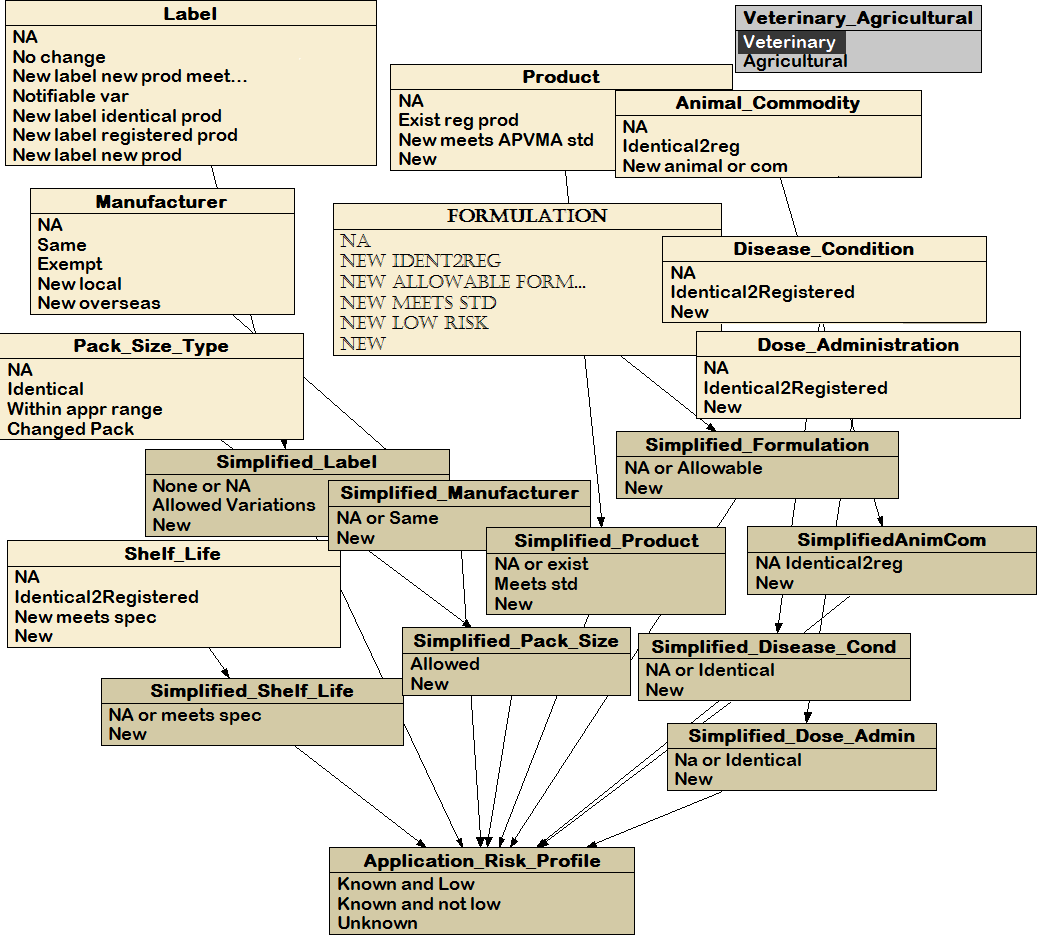 Label
NA
No change
New label new prod meet...
Notifiable var
New label identical prod
New label registered prod
New label new prod
Veterinary_Agricultural
Veterinary
Agricultural
Product
NA
Exist reg prod
New meets APVMA std
New
Animal_Commodity
NA
Identical2reg
New animal or com
Manufacturer
NA
Same
Exempt
New local
New overseas
FORMULATION
NA
NEW IDENT2REG
NEW ALLOWABLE FORM...
NEW MEETS STD
NEW LOW RISK
NEW
Disease_Condition
NA
Identical2Registered
New
Pack_Size_Type
NA
Identical
Within appr range
Changed Pack
Dose_Administration
NA
Identical2Registered
New
Simplified_Label
None or NA
Allowed Variations
New
Simplified_Manufacturer
NA or Same
New
Simplified_Formulation
NA or Allowable
New
Shelf_Life
NA
Identical2Registered
New meets spec
New
Simplified_Product
NA or exist
Meets std
New
SimplifiedAnimCom
NA Identical2reg
New
Simplified_Pack_Size
Allowed
New
Simplified_Disease_Cond
NA or Identical
New
Simplified_Shelf_Life
NA or meets spec
New
Simplified_Dose_Admin
Na or Identical
New
Application_Risk_Profile
Known and Low
Known and not low
Unknown